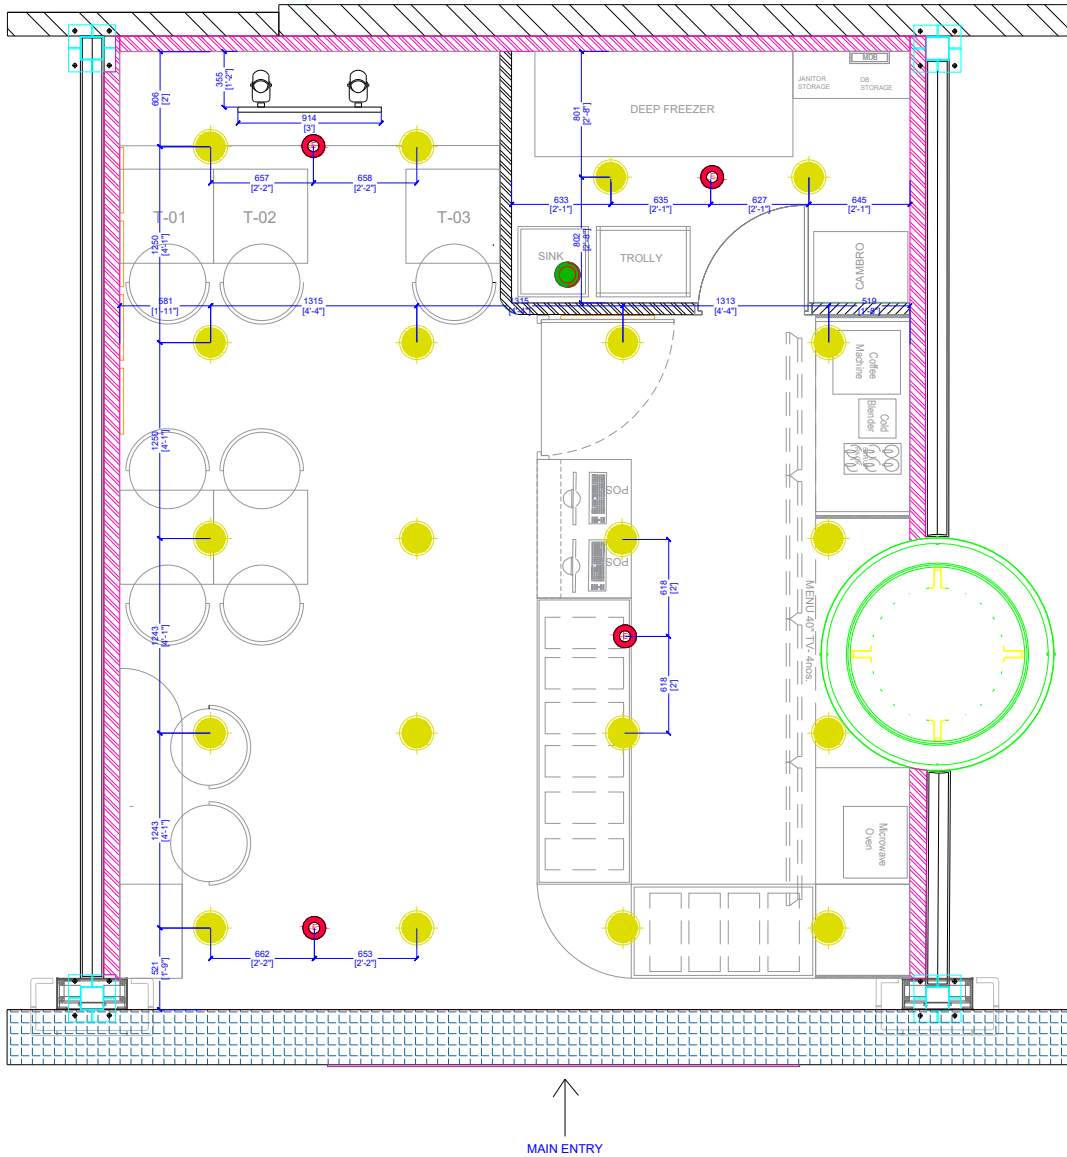 MDB
JANITOR
STORAGE
DB
STORAGE
DEEP FREEZER
606
[2']
355
[1'-2"]
914
[3']
801
[2'-8"]
657
[2'-2"]
658
[2'-2"]
633
[2'-1"]
635
[2'-1"]
627
[2'-1"]
645
[2'-1"]
T-01
T-02
T-03
1250
[4'-1"]
802
[2'-8"]
SINK
TROLLY
CAMBRO
581
[1'-11"]
1315
[4'-4"]
1315
[4'-4"]
1313
[4'-4"]
519
[1'-8"]
Coffee
Machine
Cold
Blender
1250
[4'-1"]
POS
POS
618
[2']
MENU 40" TV- 4nos.
1243
[4'-1"]
618
[2']
1243
[4'-1"]
Microwave
Oven
662
[2'-2"]
653
[2'-2"]
521
[1'-9"]
MAIN ENTRY